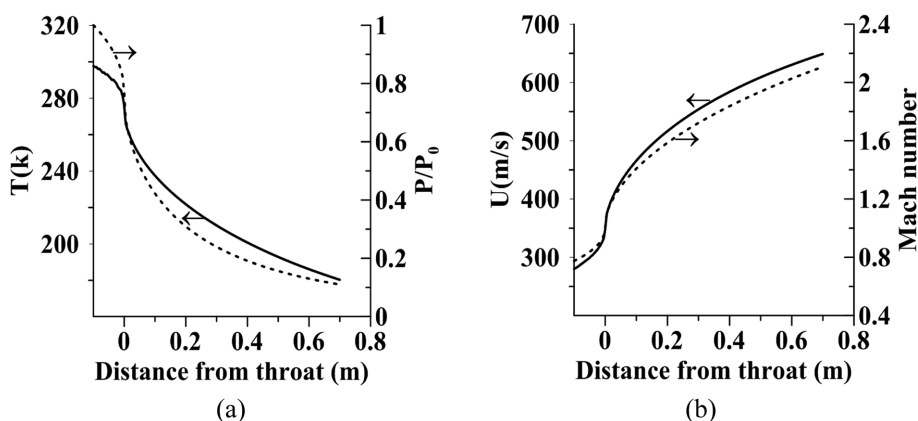 320
280
240
200
T(k)
1
0.8
0.6
0.4
0.2
0
P/P0
0 0.2 0.4 0.6 0.8
Distance from throat (m)
(a)
700
600
500
400
300
U(m/s)
2.4
2
1.6
1.2
0.8
0.4
Mach number
0 0.2 0.4 0.6 0.8
Distance from throat (m)
(b)